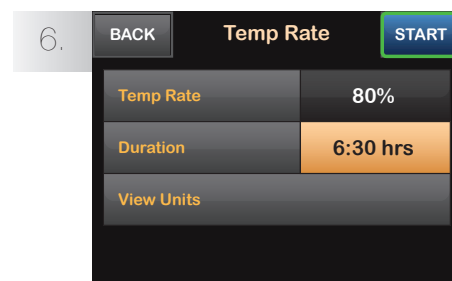 6.
BACK Temp Rate START
Temp Rate 80%
Duration 6:30 hrs
View Units